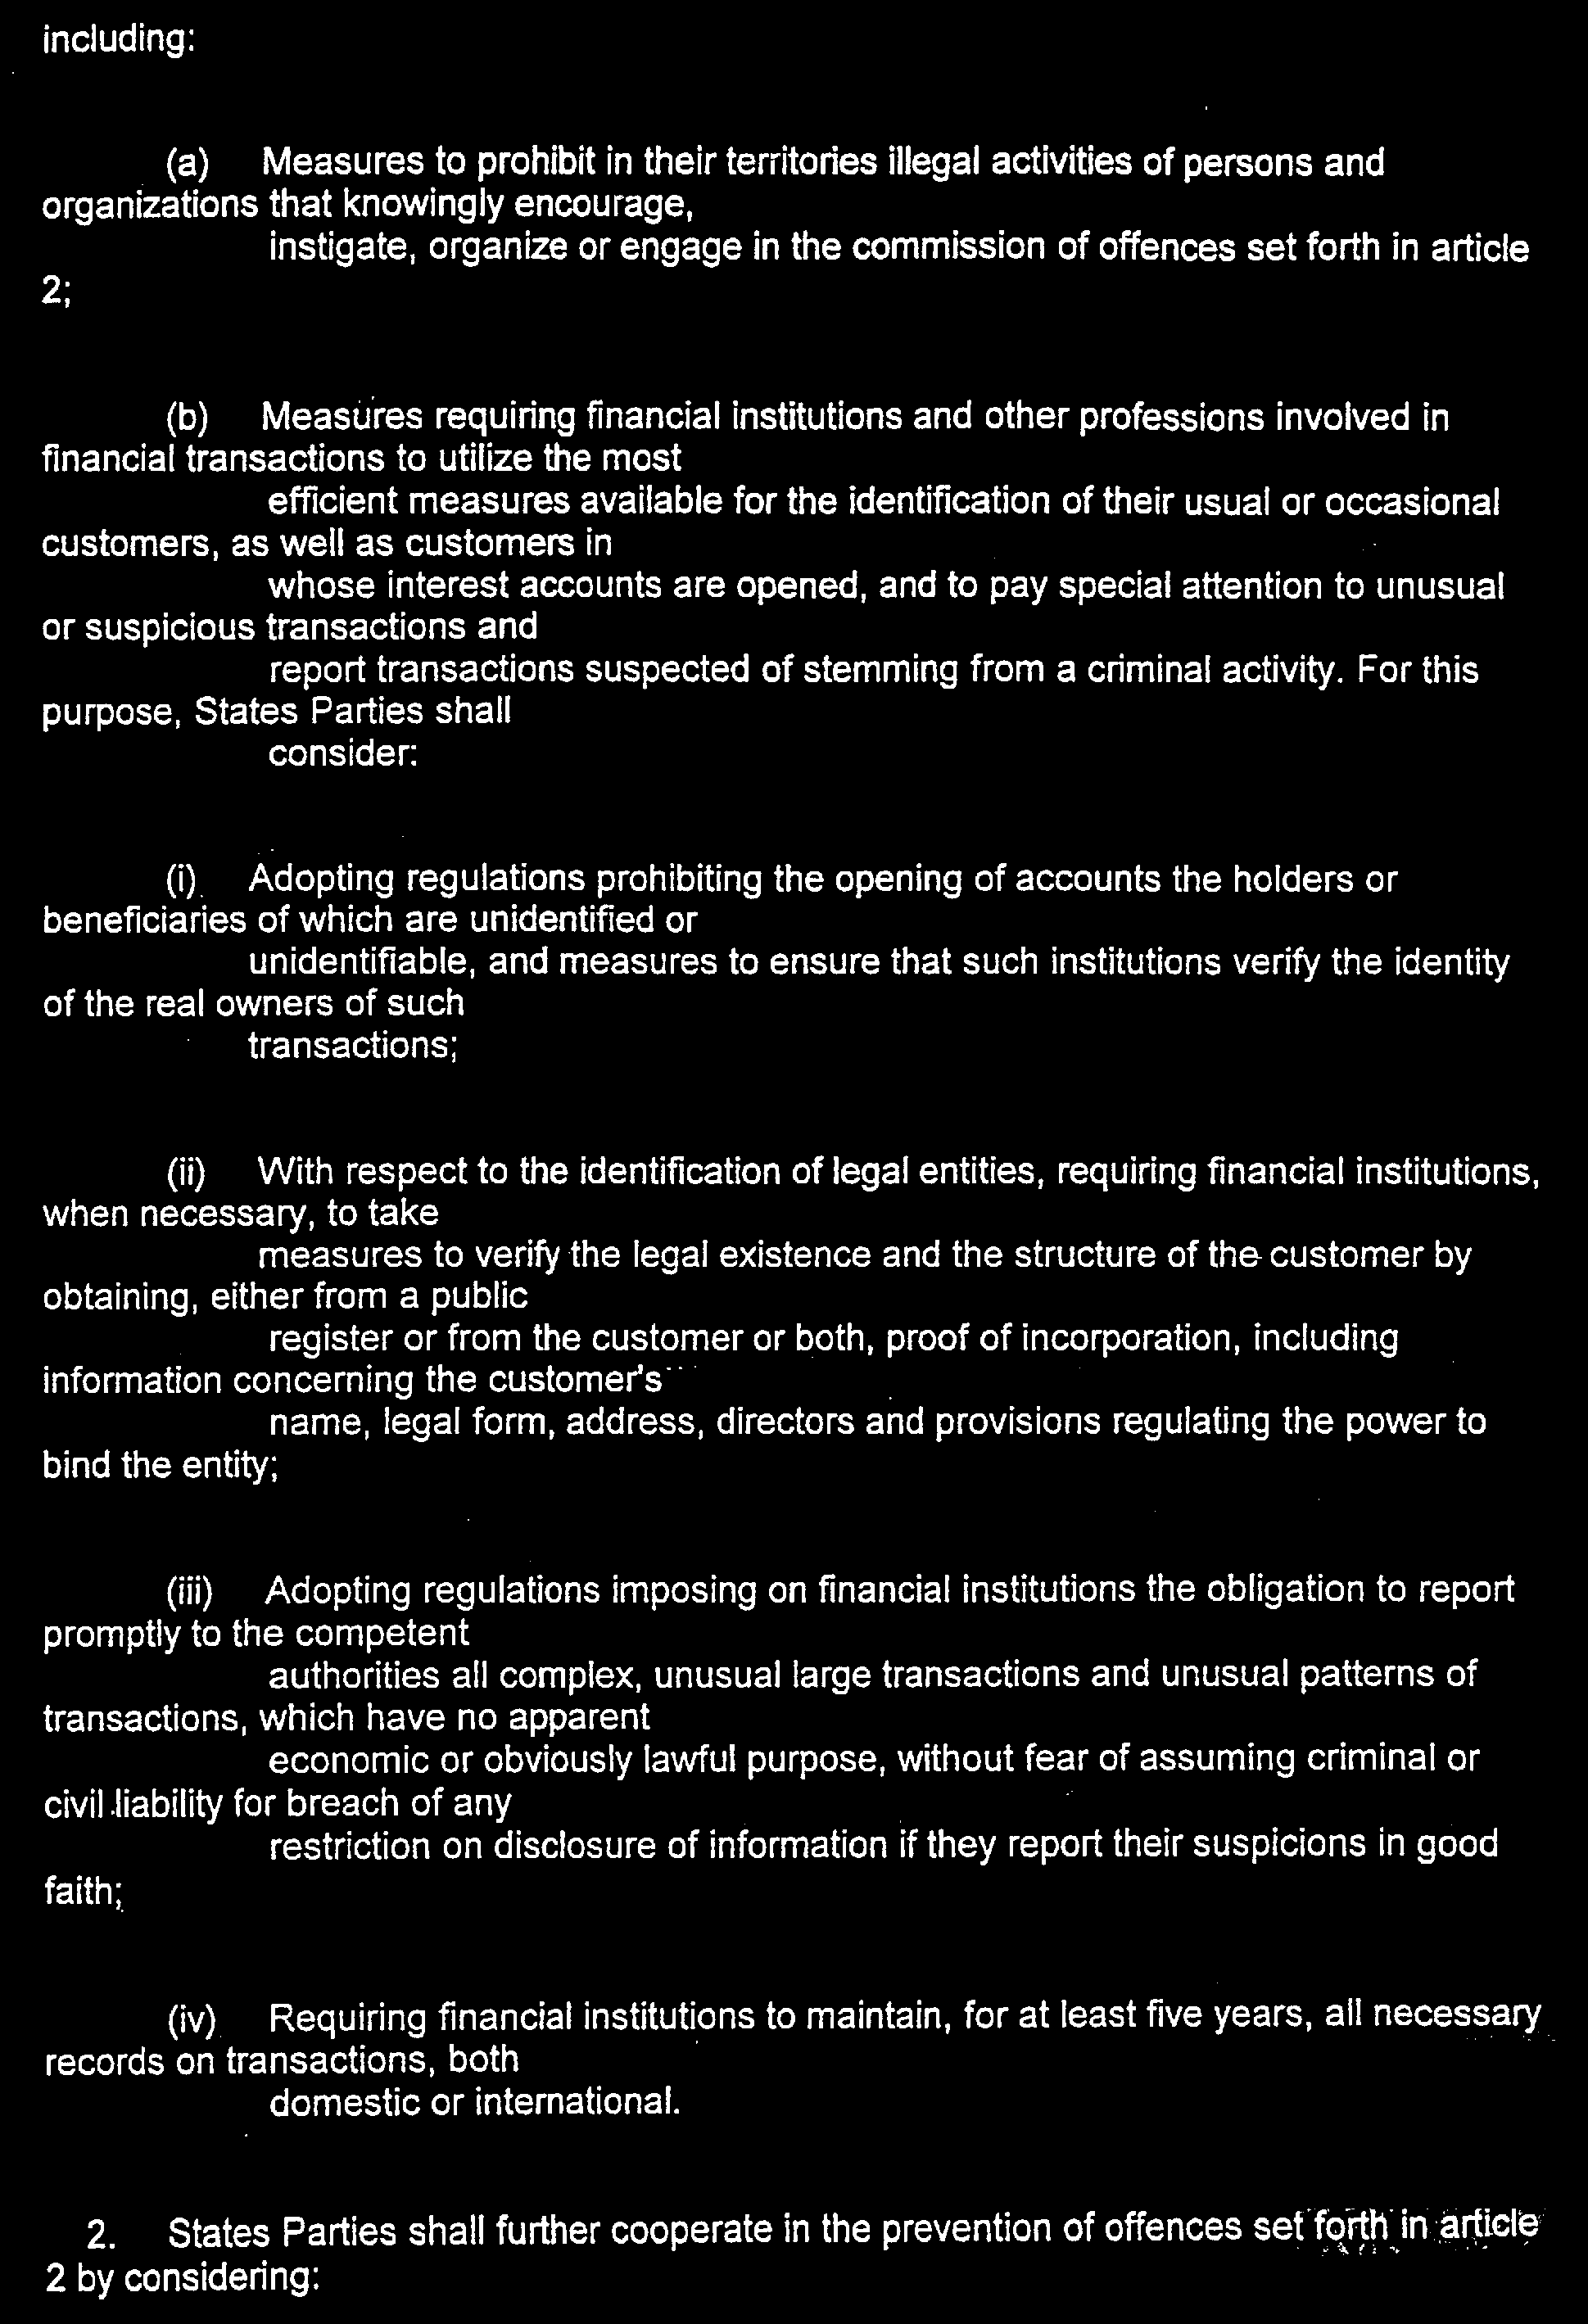 including:
(a) Measures to prohibit in their territories illegal activities of persons and
organizations that knowingly encourage,
instigate, organize or engage in the commission of offences set forth in article
2;
(b) Measures requiring financial institutions and other professions involved in
financial transactions to utilize the most
efficient measures available for the identification of their usual or occasional
customers, as well as customers in
whose interest accounts are opened, and to pay special attention to unusual
or suspicious transactions and
report transactions suspected of stemming from a criminal activity. For this
purpose, States Parties shall
consider:
(i) Adopting regulations prohibiting the opening of accounts the holders or
beneficiaries of which are unidentified or
unidentifiable, and measures to ensure that such institutions verify the identity
of the real owners of such
transactions;
(ii) With respect to the identification of legal entities, requiring financial institutions,
when necessary, to take
measures to verify the legal existence and the structure of the customer by
obtaining, either from a public
register or from the customer or both, proof of incorporation, including
information concerning the customer's
name, legal form, address, directors and provisions regulating the power to
bind the entity;
(iii) Adopting regulations imposing on financial institutions the obligation to report
promptly to the competent
authorities all complex, unusual large transactions and unusual patterns of
transactions, which have no apparent
economic or obviously lawful purpose, without fear of assuming criminal or
civil liability for breach of any
restriction on disclosure of information if they report their suspicions in good
faith;
(iv) Requiring financial institutions to maintain, for at least five years, all necessary
records on transactions, both
domestic or international.
2. States Parties shall further cooperate in the prevention of offences set forth in article
2 by considering: